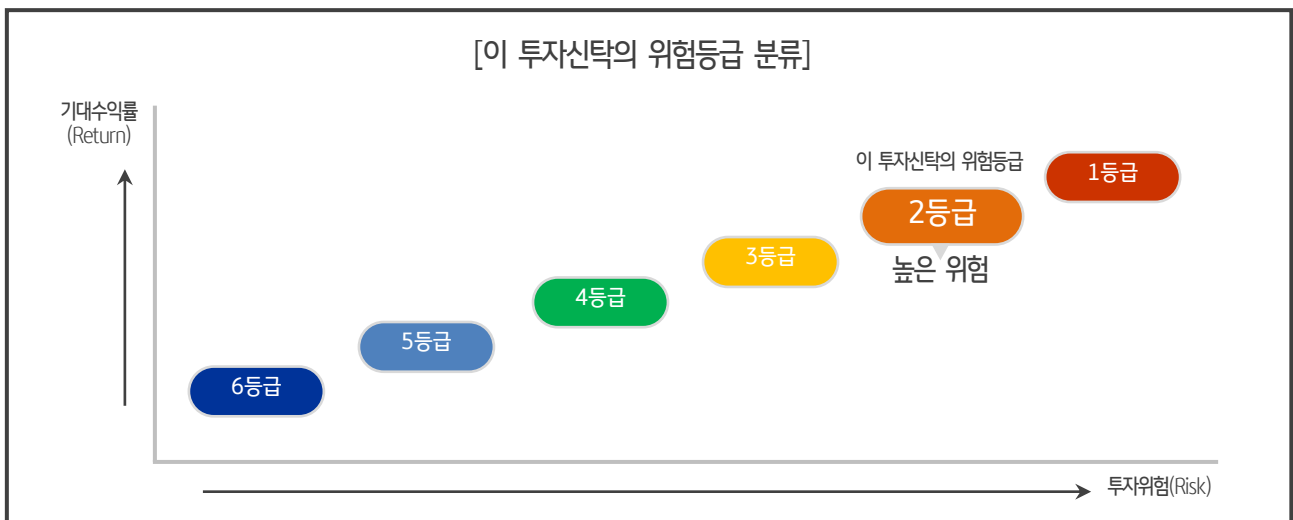 [이 투자신탁의 위험등급 분류]
기대수익률
(Return)
이 투자신탁의 위험등급
1등급
2등급
높은 위험
3등급
4등급
5등급
6등급
투자위험(Risk)